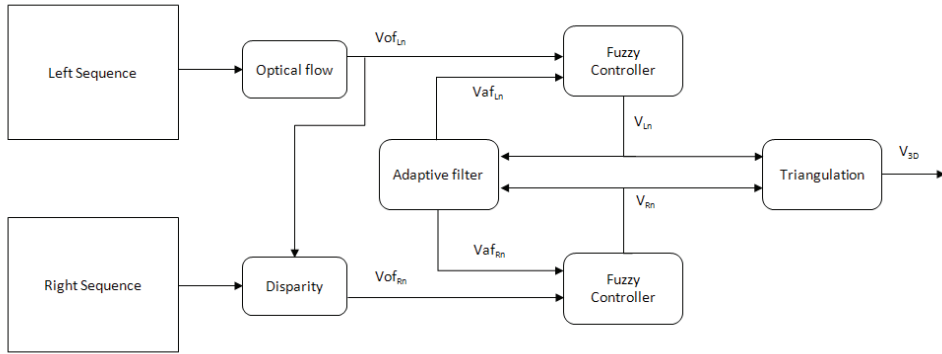 Left Sequence
Optical flow
Vof_Ln
Fuzzy
Controller
Vaf_Ln
V_Ln
Adaptive filter
Triangulation
V_3D
V_Rn
Right Sequence
Disparity
Vof_Rn
Vaf_Rn
Fuzzy
Controller